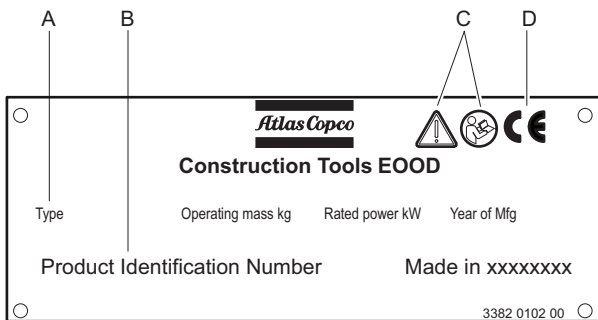 A B C D
Atlas Copco
CE
Construction Tools EOOD
Type Operating mass kg Rated power kW Year of Mfg
Product Identification Number Made in xxxxxxxx
3382 0102 00